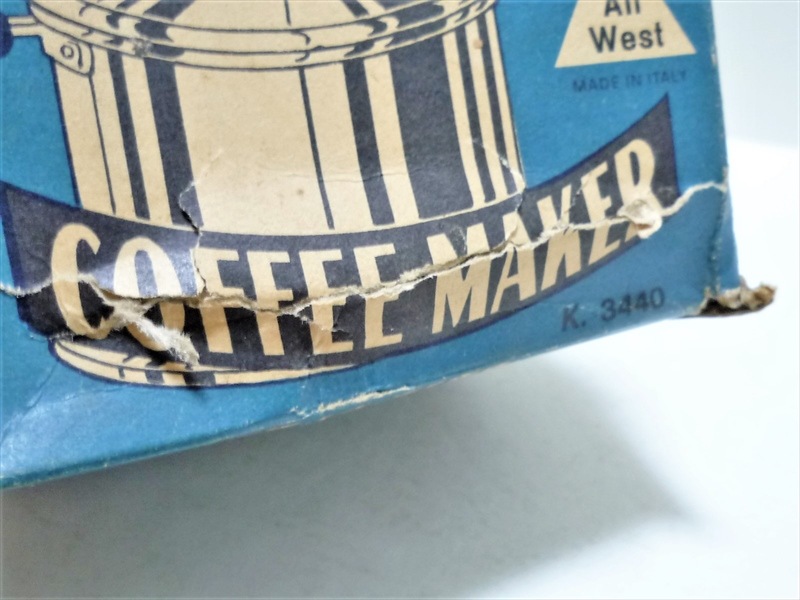 All
West
MADE IN ITALY
COFFEE MAKER
K. 3440